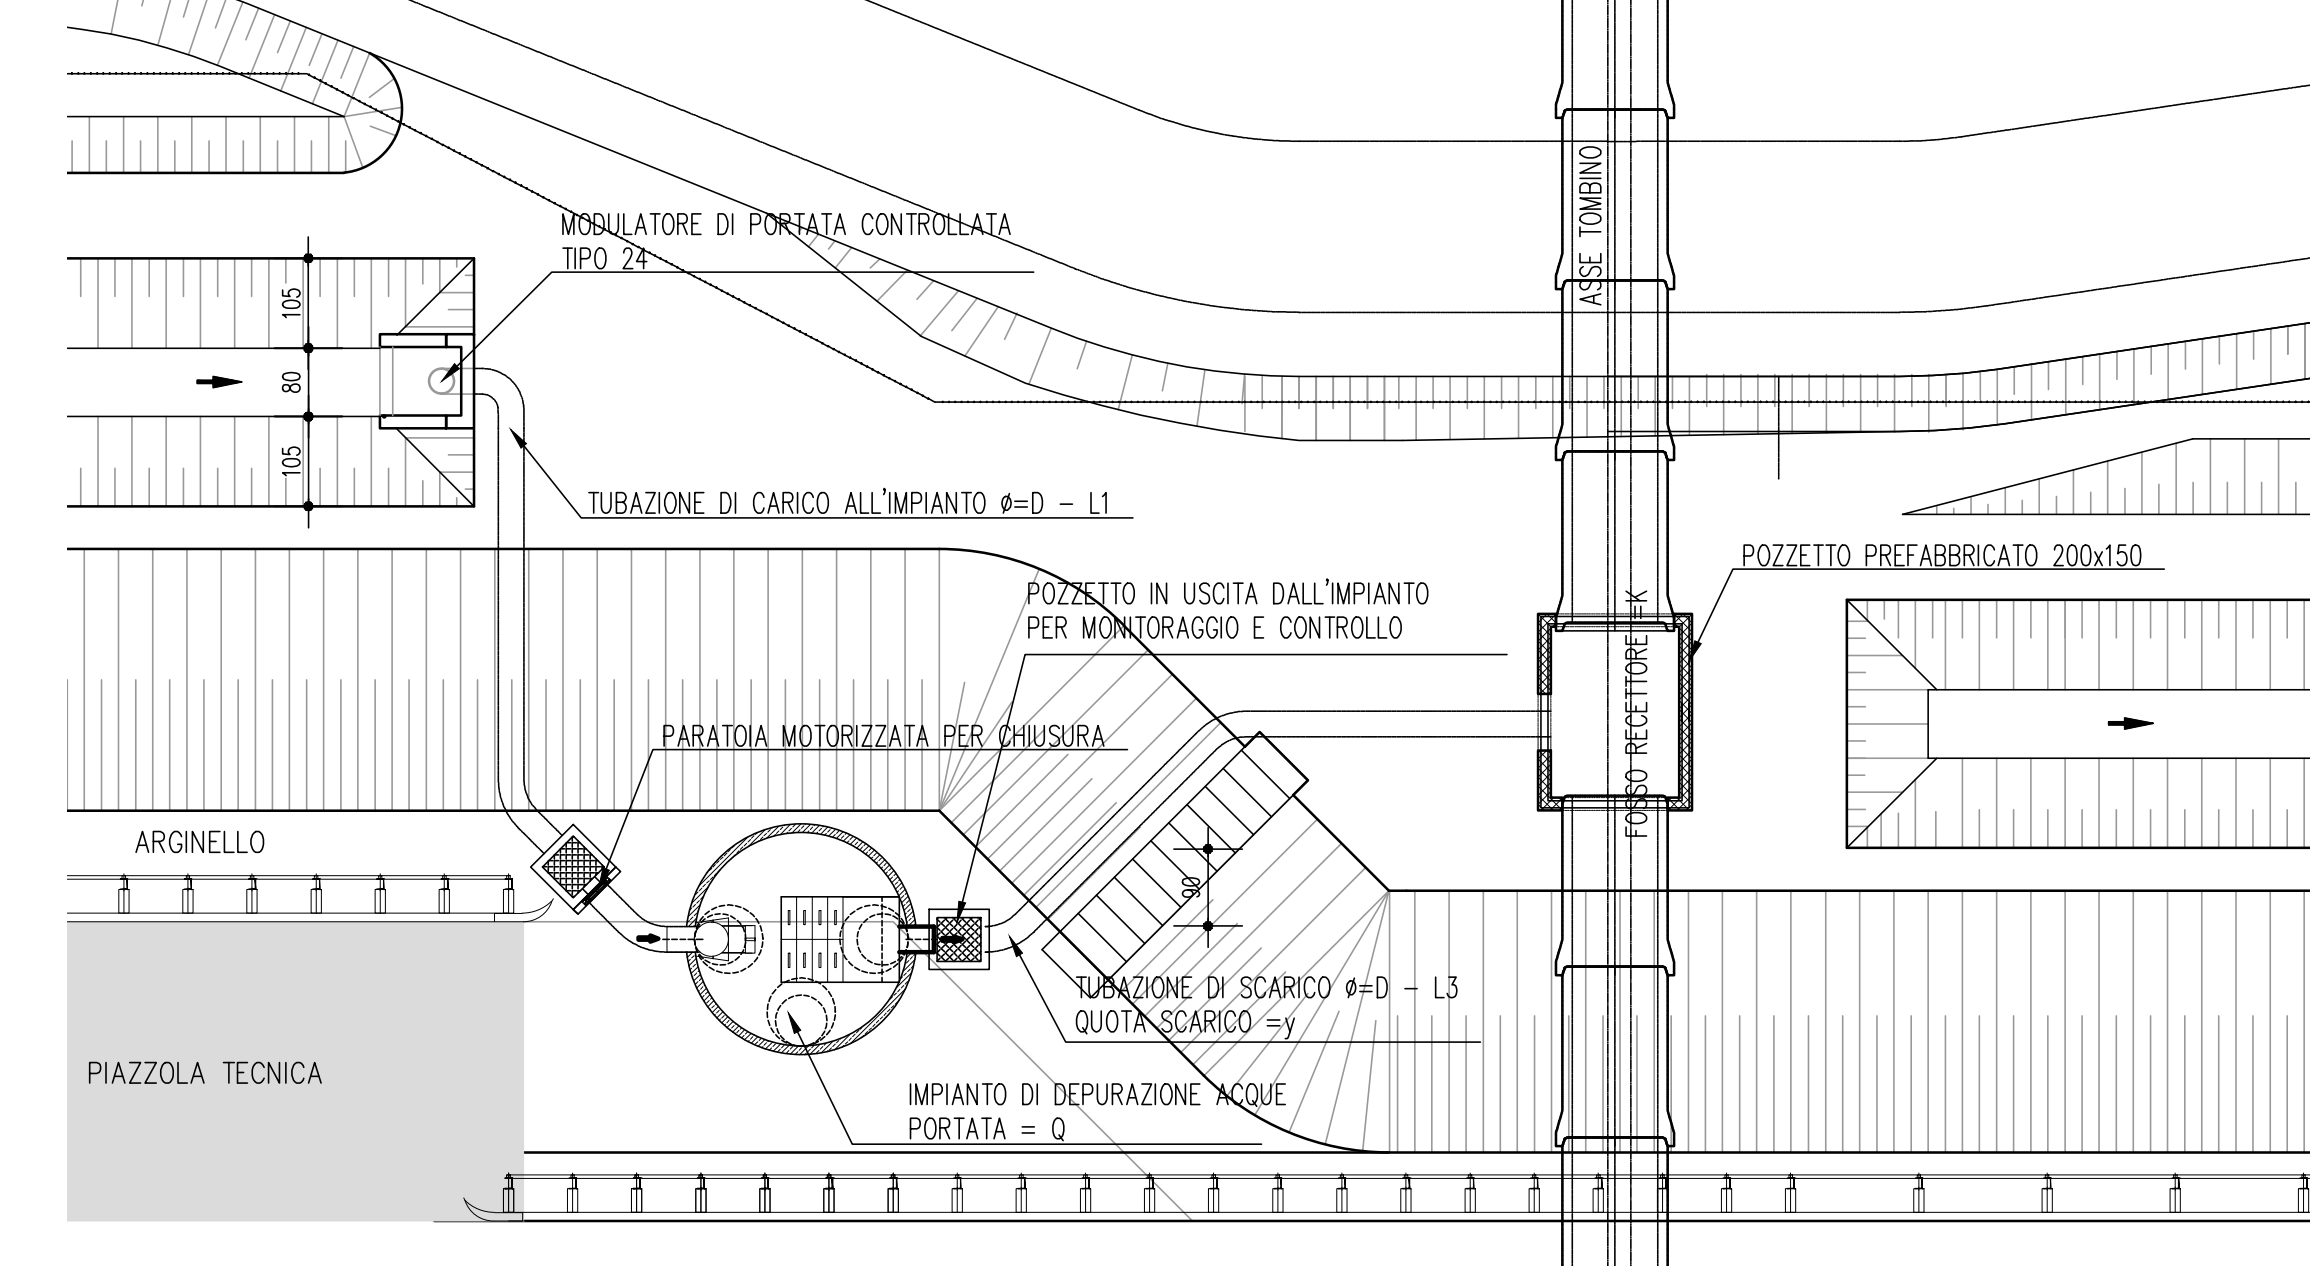 ASSE TOMBINO
MODULATORE DI PORTATA CONTROLLATA
TIPO 24
105
80
105
TUBAZIONE DI CARICO ALL'IMPIANTO ø=D - L1
POZZETTO PREFABBRICATO 200x150
POZZETTO IN USCITA DALL'IMPIANTO
PER MONITORAGGIO E CONTROLLO
FOSSO RECETTORE =K
PARATOIA MOTORIZZATA PER CHIUSURA
ARGINELLO
90
TUBAZIONE DI SCARICO ø=D - L3
QUOTA SCARICO =y
PIAZZOLA TECNICA
IMPIANTO DI DEPURAZIONE ACQUE
PORTATA = Q